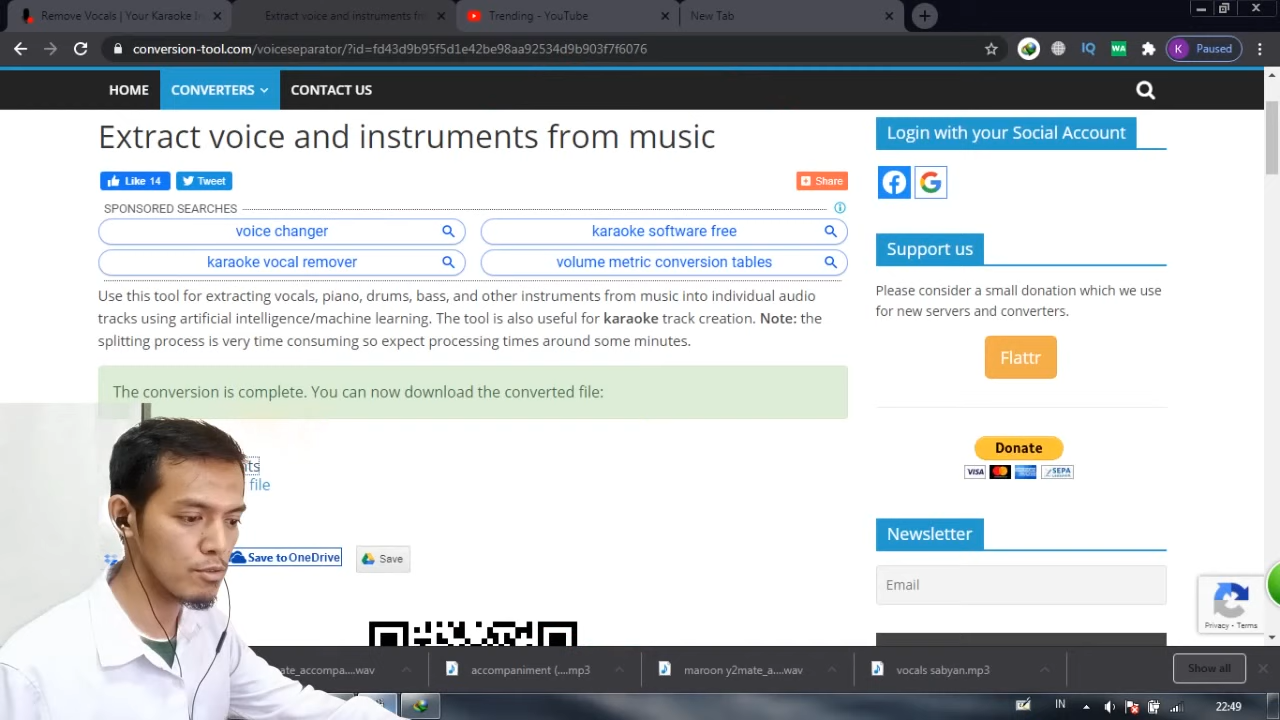 Remove Vocals | Your Karaoke In
Extract voice and instruments fro
Trending - YouTube
New Tab
conversion-tool.com/voiceseparator/?id=fd43d9b95f5d1e42be98aa92534d9b903f7f6076
IQ
WA
K Paused
HOME
CONVERTERS
CONTACT US
Extract voice and instruments from music
Like 14
Tweet
Share
SPONSORED SEARCHES
voice changer
karaoke software free
karaoke vocal remover
volume metric conversion tables
Use this tool for extracting vocals, piano, drums, bass, and other instruments from music into individual audio
tracks using artificial intelligence/machine learning. The tool is also useful for karaoke track creation. Note: the
splitting process is very time consuming so expect processing times around some minutes.
The conversion is complete. You can now download the converted file:
file
Save to OneDrive
Save
Login with your Social Account
Support us
Please consider a small donation which we use
for new servers and converters.
Flattr
Donate
VISA
SEPA
Newsletter
Email
Privacy - Terms
ate_accompa....wav
accompaniment (....mp3
maroon y2mate_a....wav
vocals sabyan.mp3
Show all
IN
22:49